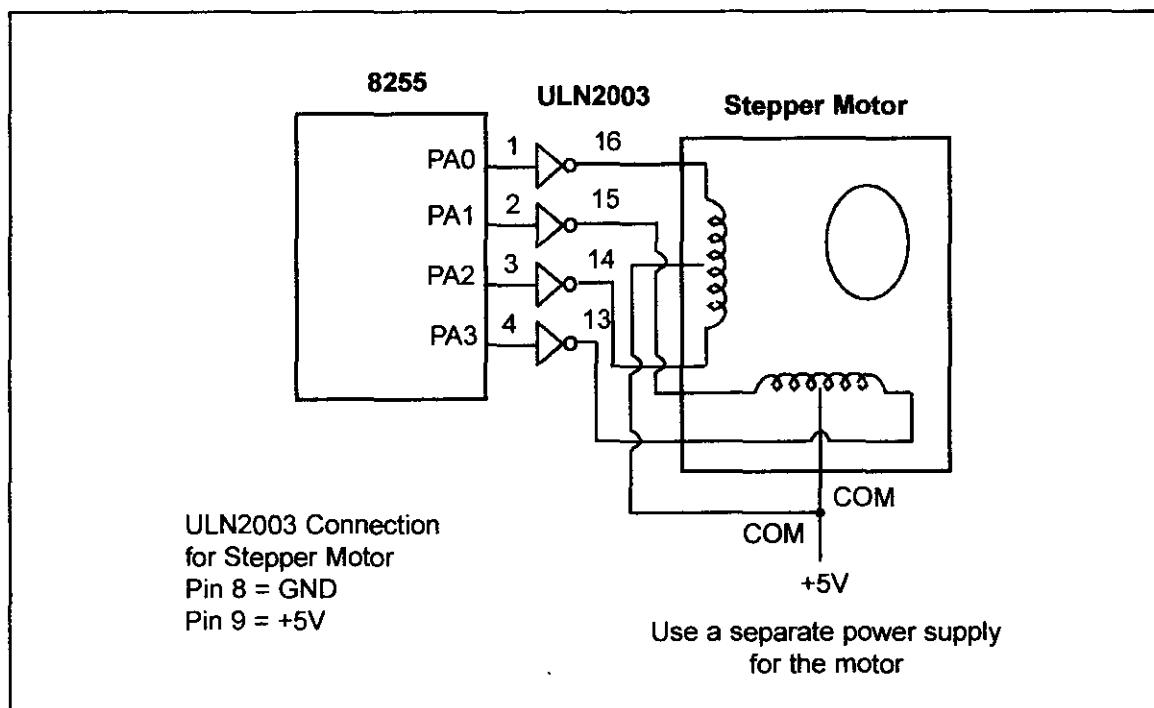 8255
ULN2003
Stepper Motor
PA0
1
16
PA1
2
15
PA2
3
14
PA3
4
13
COM
COM
+5V
ULN2003 Connection
for Stepper Motor
Pin 8 = GND
Pin 9 = +5V
Use a separate power supply
for the motor